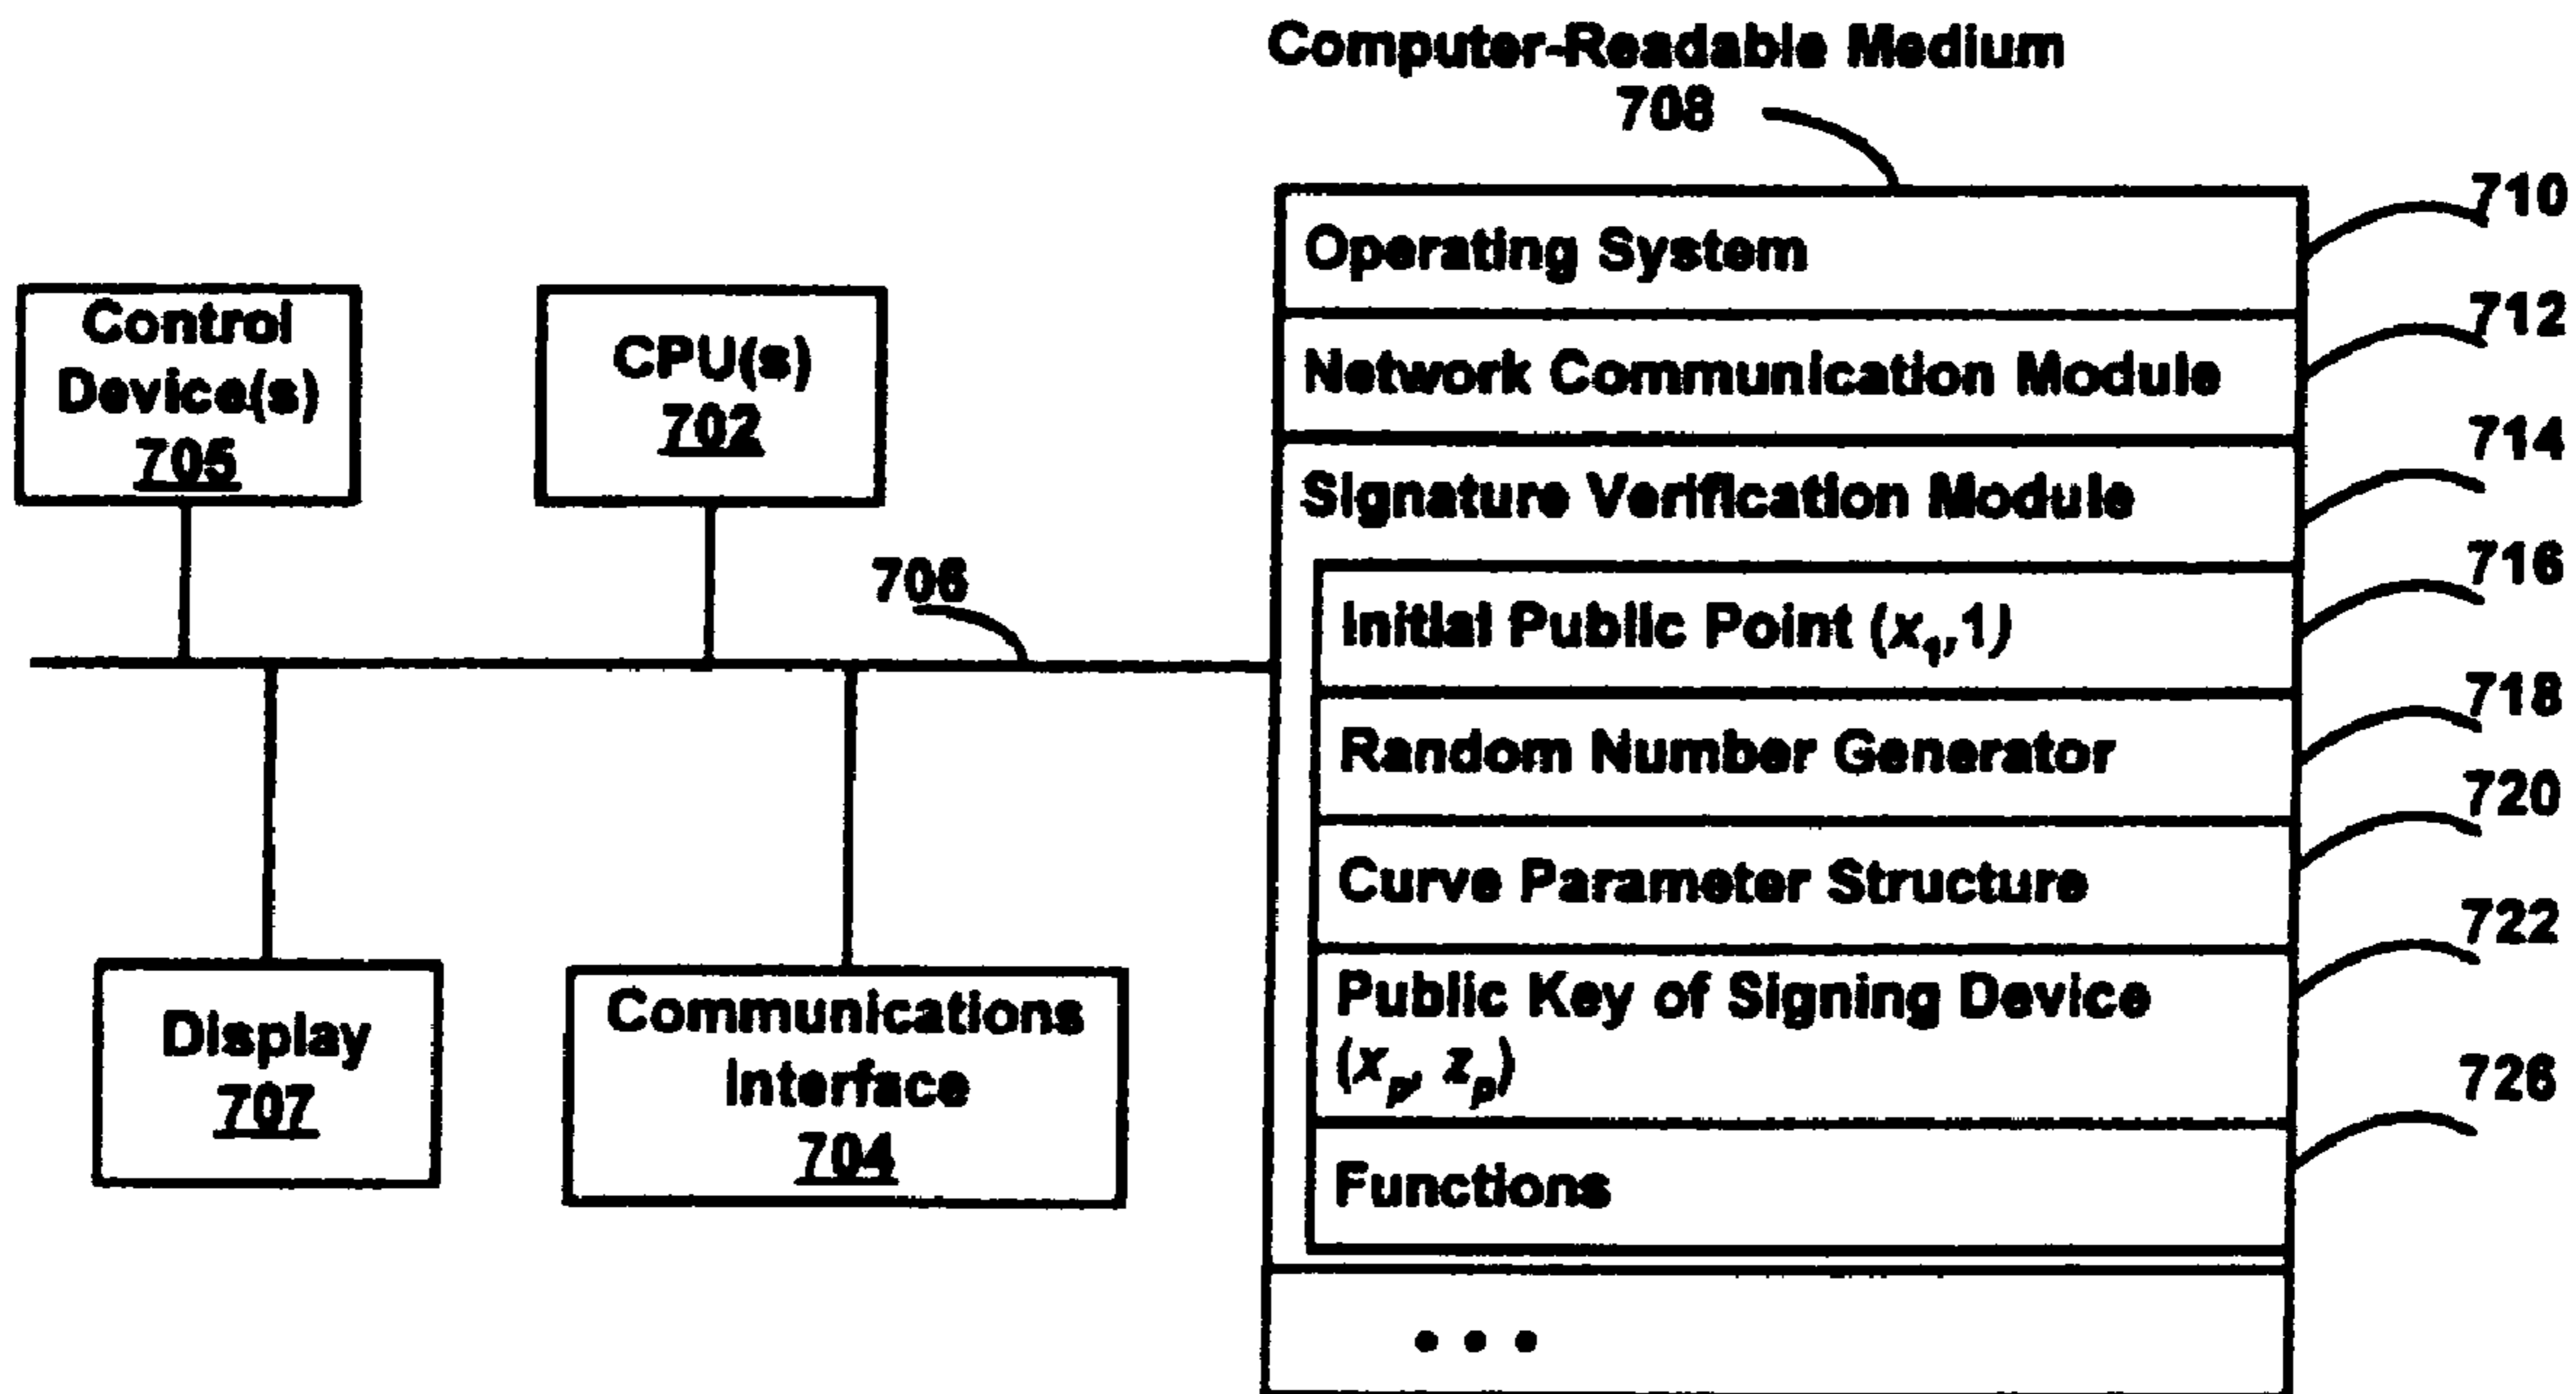 Computer-Readable Medium
708
710
Operating System
712
Network Communication Module
714
Signature Verification Module
716
Initial Public Point (x₁,1)
718
Random Number Generator
720
Curve Parameter Structure
722
Public Key of Signing Device
(xₚ, zₚ)
726
Functions
• • •
Control
Device(s)
705
CPU(s)
702
706
Display
707
Communications
Interface
704